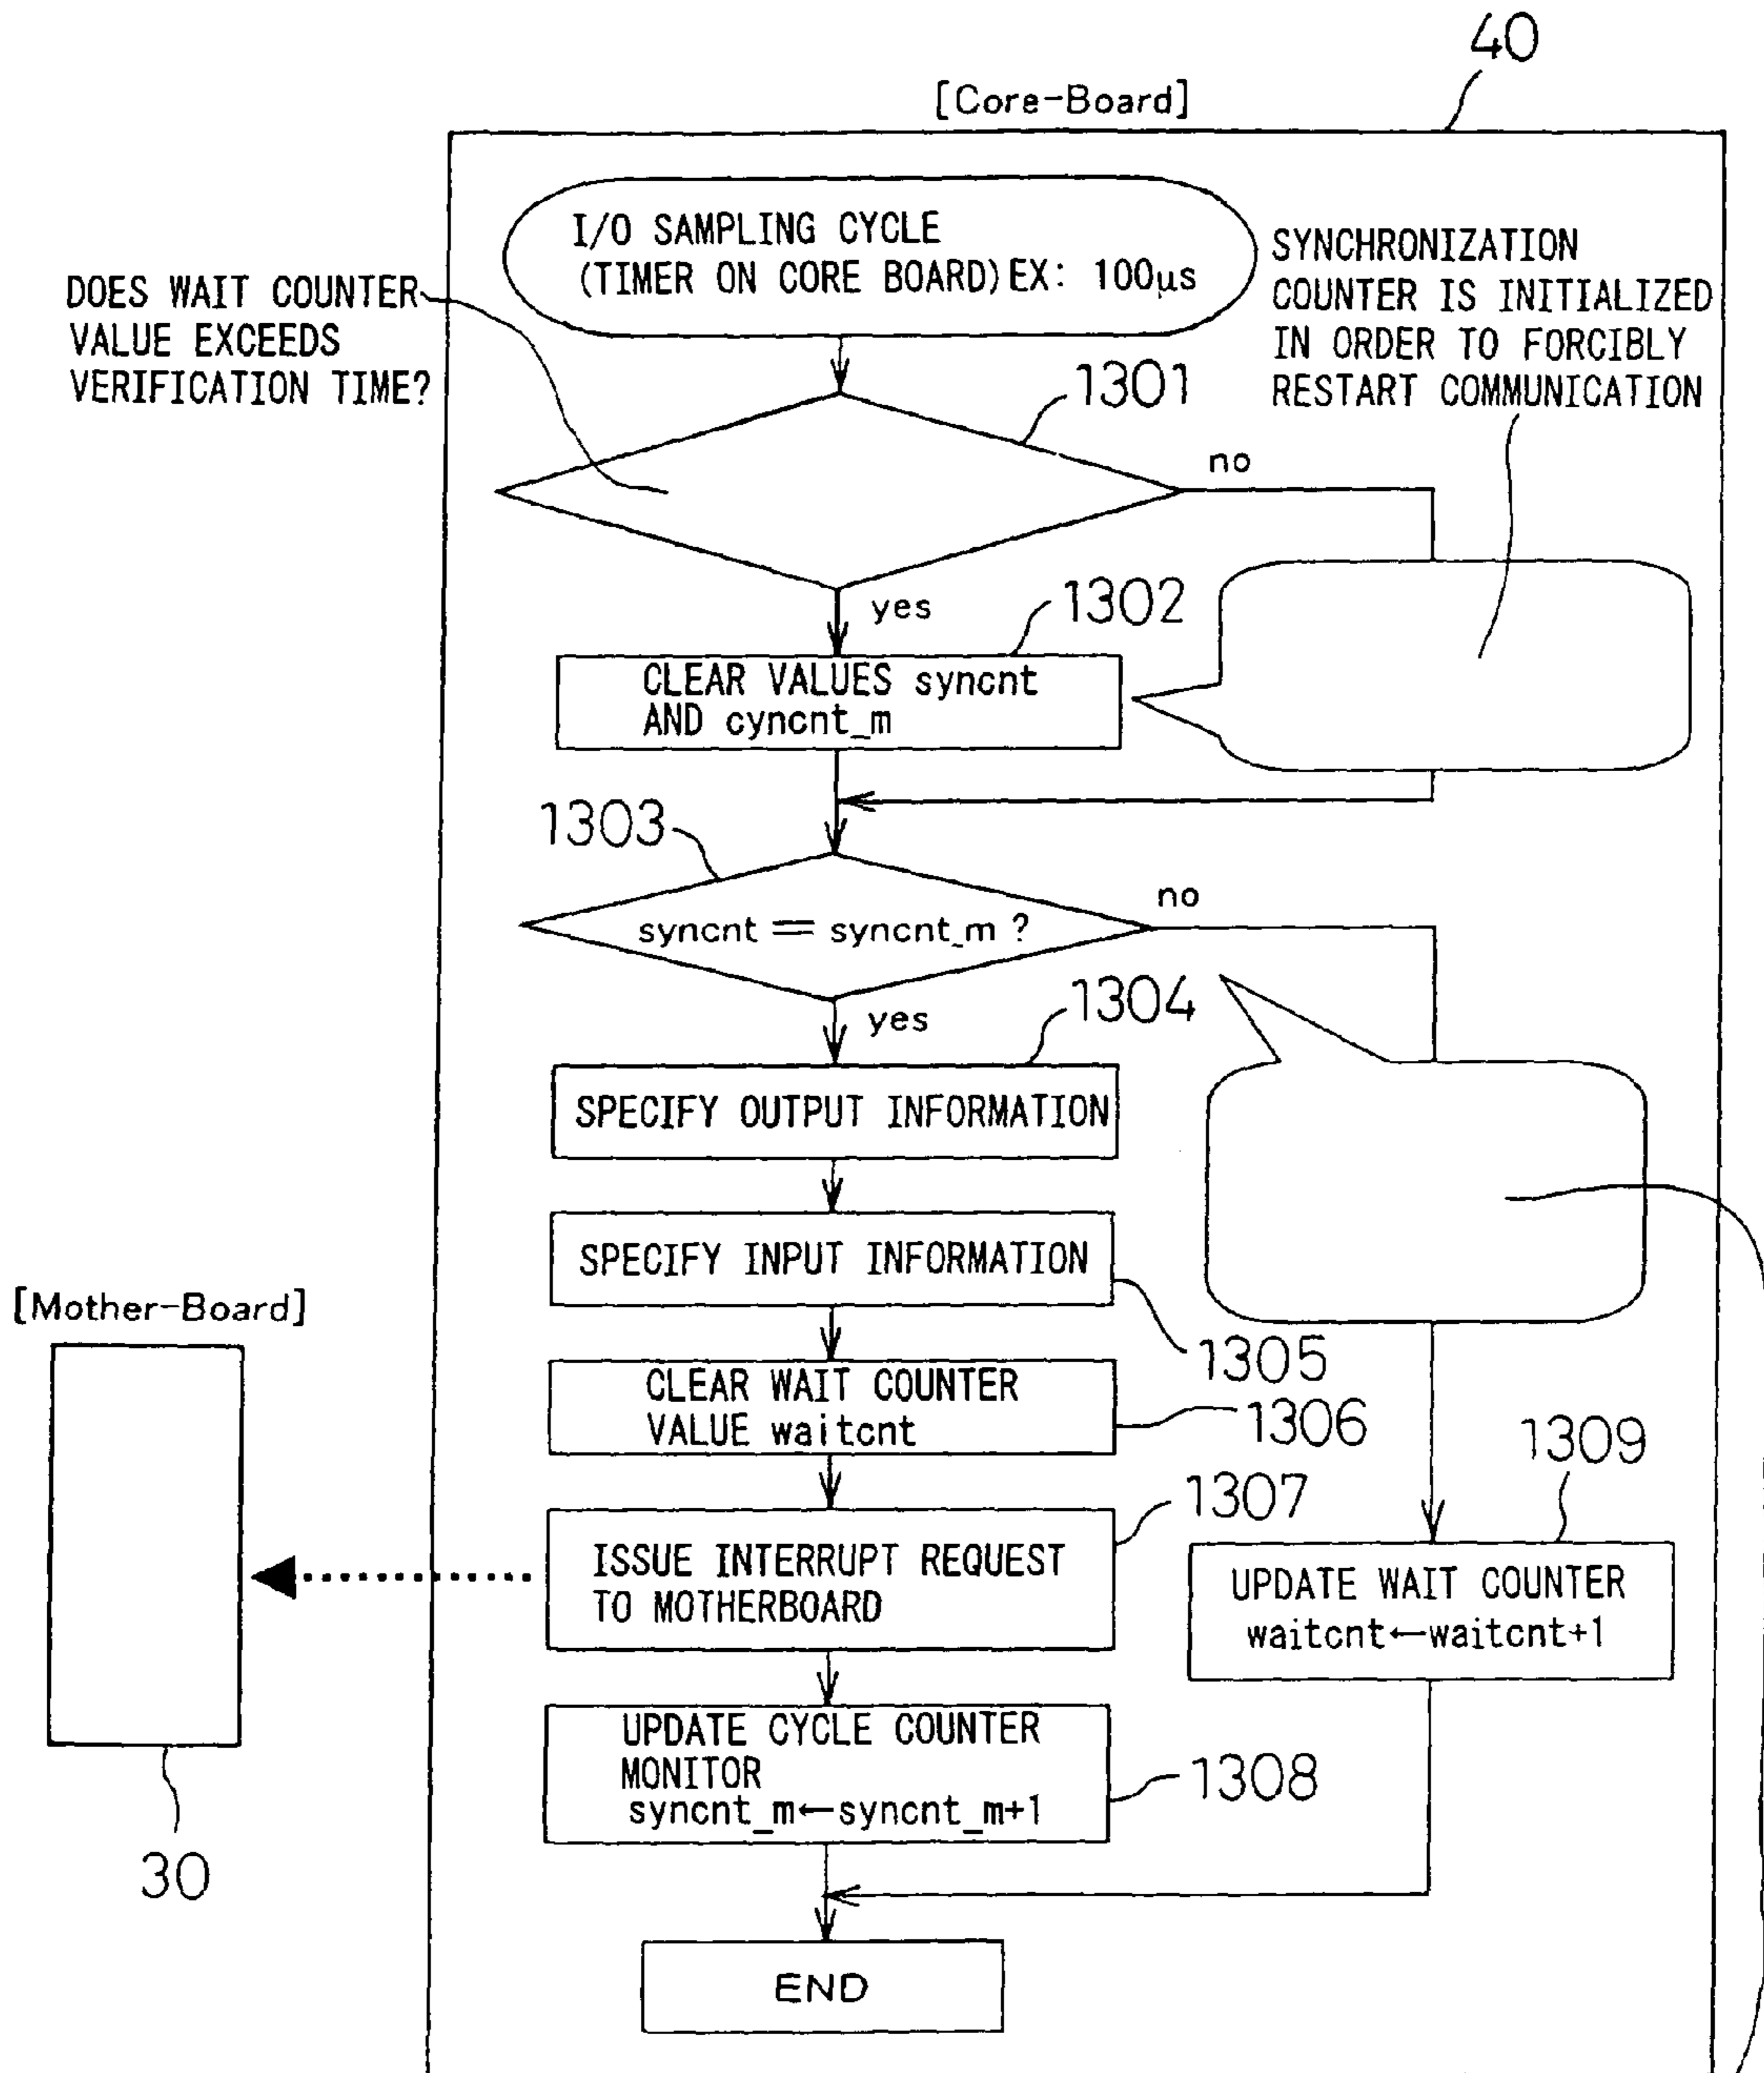 40
[Core-Board]
I/O SAMPLING CYCLE
(TIMER ON CORE BOARD) EX: 100μs
DOES WAIT COUNTER
VALUE EXCEEDS
VERIFICATION TIME?
SYNCHRONIZATION
COUNTER IS INITIALIZED
IN ORDER TO FORCIBLY
RESTART COMMUNICATION
1301
no
yes
1302
CLEAR VALUES syncnt
AND cyncnt_m
1303
syncnt == syncnt_m ?
no
yes
1304
SPECIFY OUTPUT INFORMATION
SPECIFY INPUT INFORMATION
1305
[Mother-Board]
CLEAR WAIT COUNTER
VALUE waitcnt
1306
1307
ISSUE INTERRUPT REQUEST
TO MOTHERBOARD
1309
UPDATE WAIT COUNTER
waitcnt←waitcnt+1
UPDATE CYCLE COUNTER
MONITOR
syncnt_m←syncnt_m+1
1308
30
END